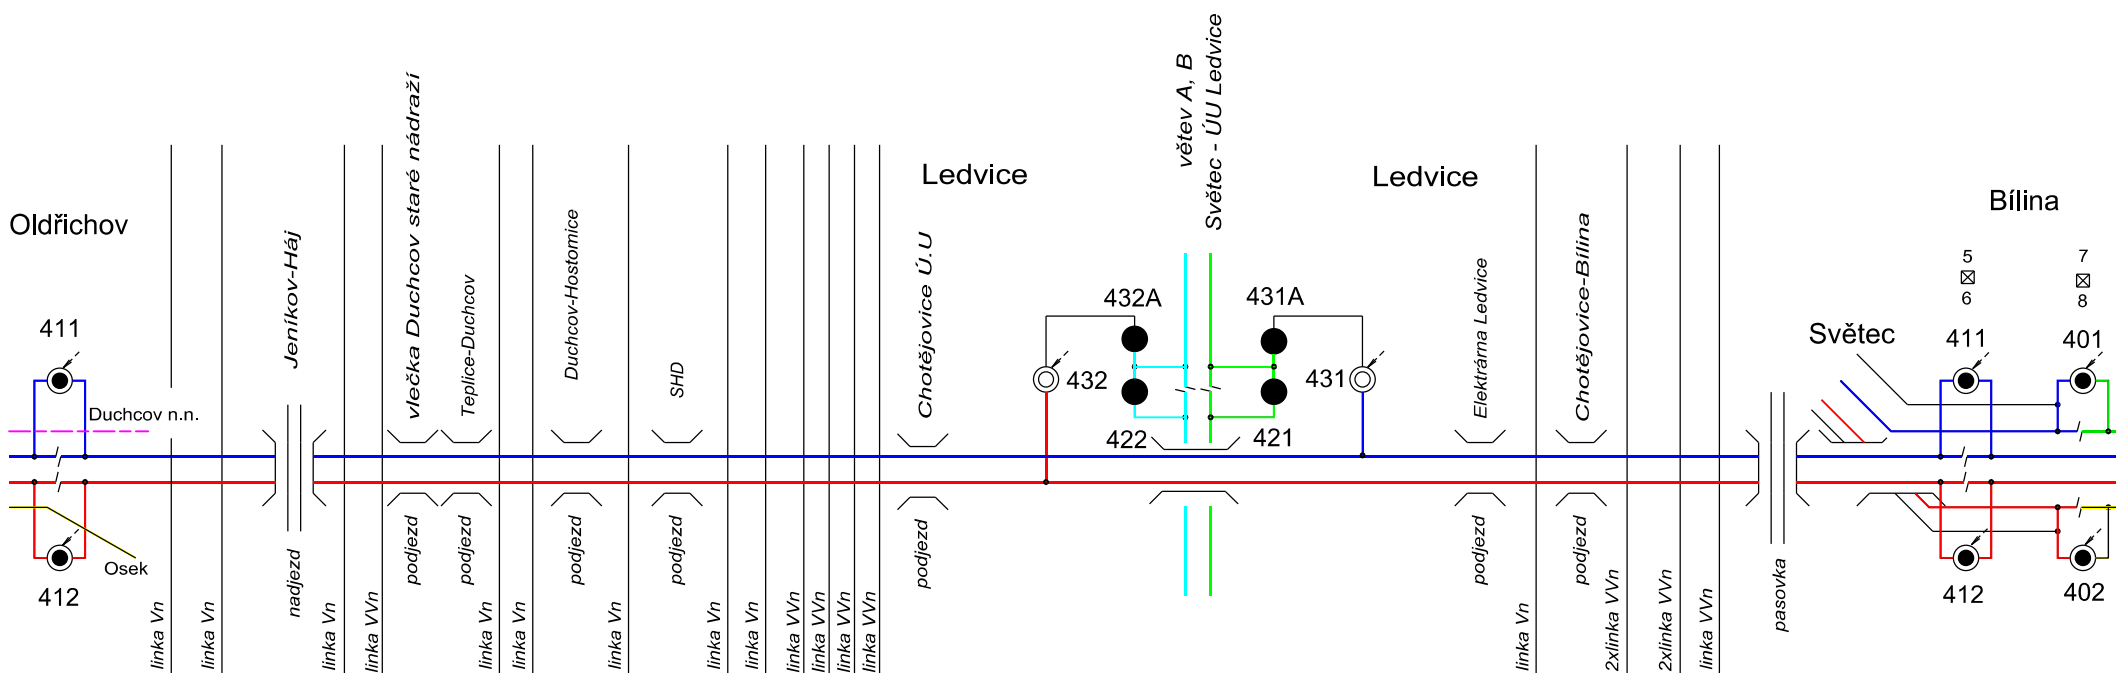 Oldřichov
411
Duchcov n.n.
Osek
412
linka Vn
linka Vn
Jeníkov-Háj
nadjezd
linka Vn
linka VVn
vlečka Duchcov staré nádraží
podjezd
Teplice-Duchcov
podjezd
linka Vn
linka Vn
Duchcov-Hostomice
podjezd
linka Vn
SHD
podjezd
linka Vn
linka Vn
linka VVn
linka VVn
linka VVn
linka VVn
Chotějovice Ú.U
podjezd
Ledvice
432
432A
422
větev A, B
Světec - ÚU Ledvice
431A
421
431
Ledvice
Elektrárna Ledvice
podjezd
linka Vn
Chotějovice-Bílina
podjezd
2xlinka VVn
2xlinka VVn
linka VVn
pasovka
Světec
Bílina
5
6
7
8
411
401
412
402